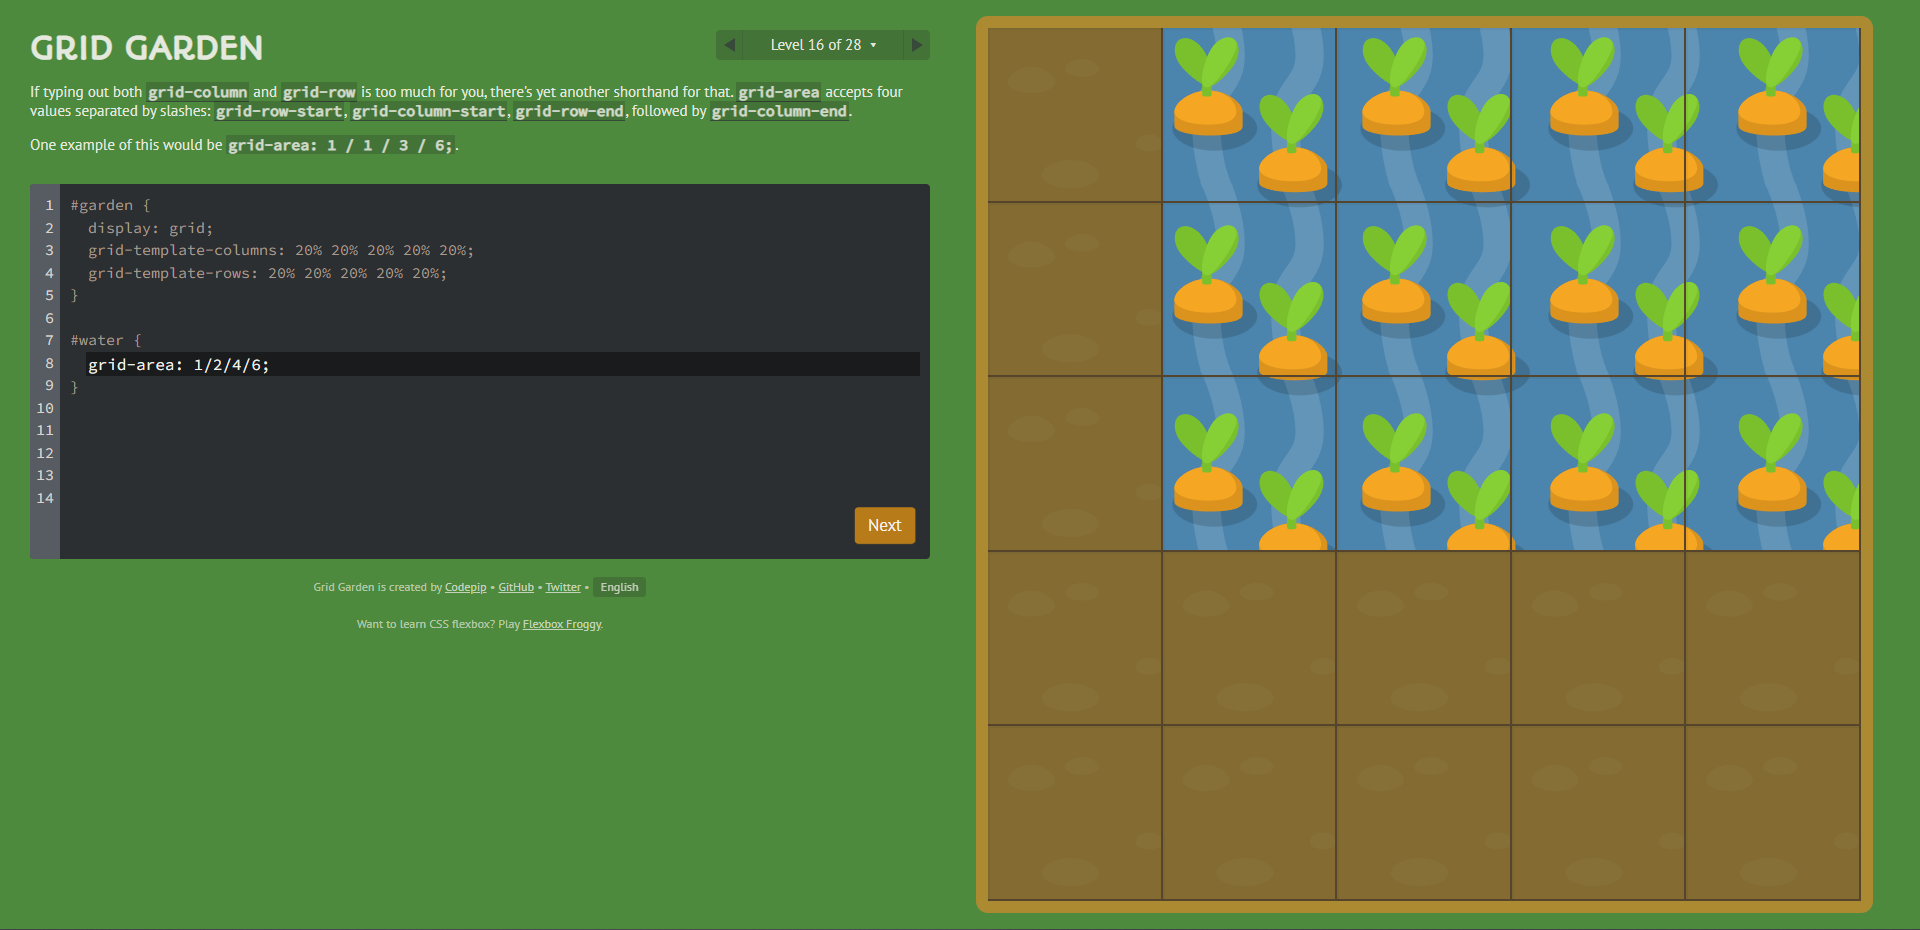 GRID GARDEN
Level 16 of 28
If typing out both grid-column and grid-row is too much for you, there's yet another shorthand for that. grid-area accepts four
values separated by slashes: grid-row-start, grid-column-start, grid-row-end, followed by grid-column-end.
One example of this would be grid-area: 1 / 1 / 3 / 6;.
1 #garden {
2 display: grid;
3 grid-template-columns: 20% 20% 20% 20% 20%;
4 grid-template-rows: 20% 20% 20% 20% 20%;
5 }
6
7 #water {
8 grid-area: 1/2/4/6;
9 }
10
11
12
13
14
Next
Grid Garden is created by Codepip • GitHub • Twitter • English
Want to learn CSS flexbox? Play Flexbox Froggy.